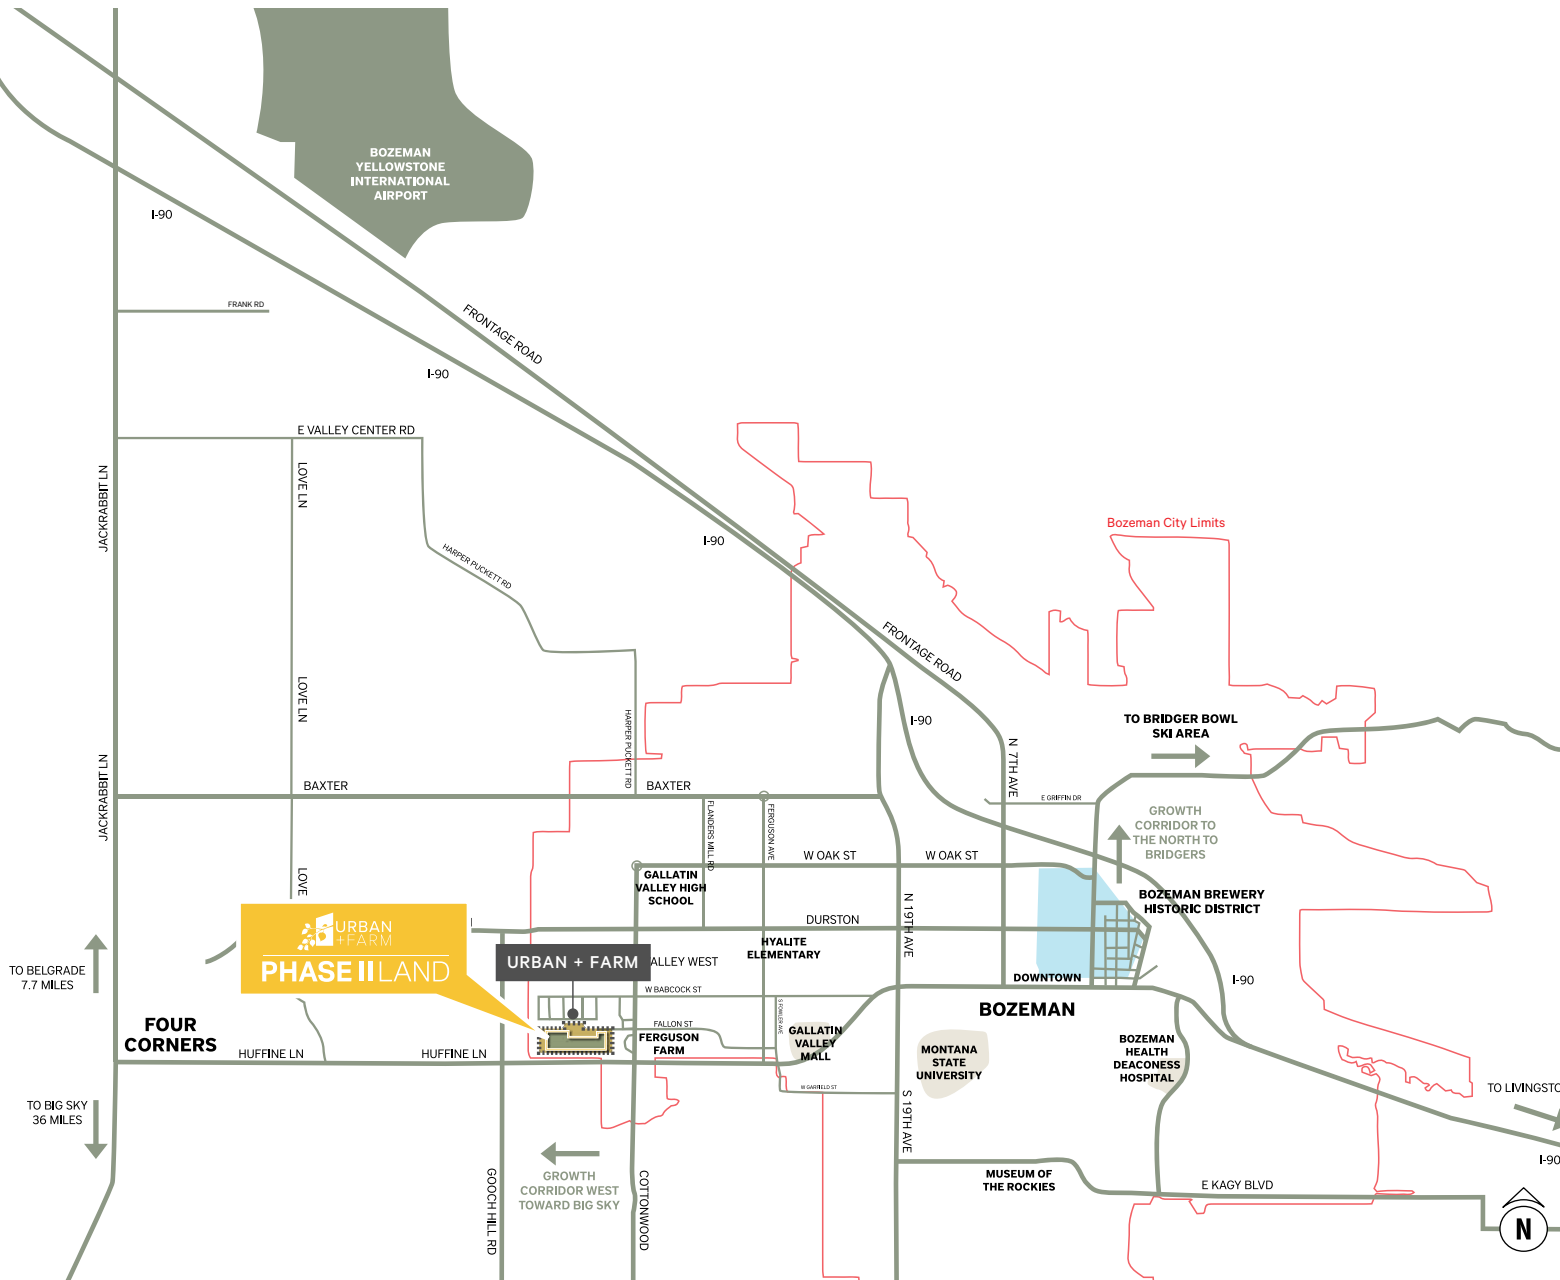 BOZEMAN
YELLOWSTONE
INTERNATIONAL
AIRPORT
I-90
FRANK RD
FRONTAGE ROAD
I-90
E VALLEY CENTER RD
LOVE LN
JACKRABBIT LN
HARPER PUCKETT RD
I-90
Bozeman City Limits
FRONTAGE ROAD
LOVE LN
HARPER PUCKETT RD
I-90
TO BRIDGER BOWL
SKI AREA
N 7TH AVE
JACKRABBIT LN
BAXTER
BAXTER
E GRIFFIN DR
FLANDERS MILL RD
FERGUSON AVE
GROWTH
CORRIDOR TO
THE NORTH TO
BRIDGERS
W OAK ST
W OAK ST
LOVE
GALLATIN
VALLEY HIGH
SCHOOL
BOZEMAN BREWERY
HISTORIC DISTRICT
N 19TH AVE
DURSTON
URBAN
+FARM
PHASE II LAND
HYALITE
ELEMENTARY
URBAN + FARM
ALLEY WEST
TO BELGRADE
7.7 MILES
DOWNTOWN
I-90
W BABCOCK ST
S FOWLER AVE
BOZEMAN
FOUR
CORNERS
FALLON ST
FERGUSON
FARM
GALLATIN
VALLEY
MALL
MONTANA
STATE
UNIVERSITY
BOZEMAN
HEALTH
DEACONESS
HOSPITAL
HUFFINE LN
HUFFINE LN
W GARFIELD ST
TO LIVINGSTO
TO BIG SKY
36 MILES
S 19TH AVE
I-90
GROWTH
CORRIDOR WEST
TOWARD BIG SKY
GOOCH HILL RD
COTTONWOOD
MUSEUM OF
THE ROCKIES
E KAGY BLVD
N